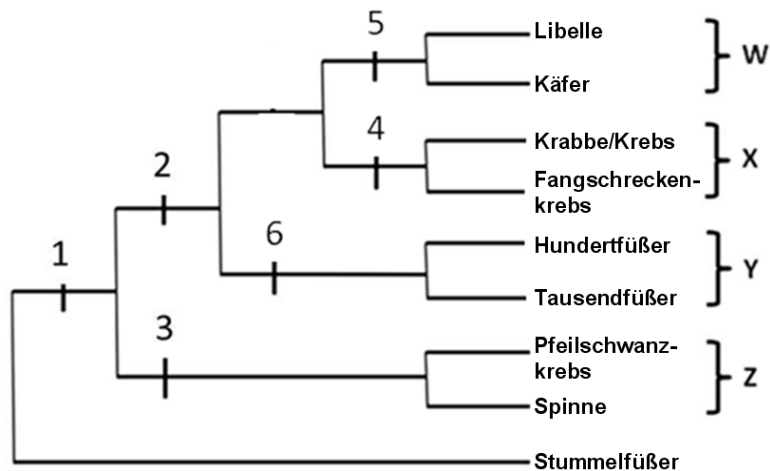 5
Libelle
W
Käfer
4
Krabbe/Krebs
X
2
Fangschrecken-
krebs
6
Hundertfüßer
Y
1
Tausendfüßer
3
Pfeilschwanz-
krebs
Z
Spinne
Stummelfüßer